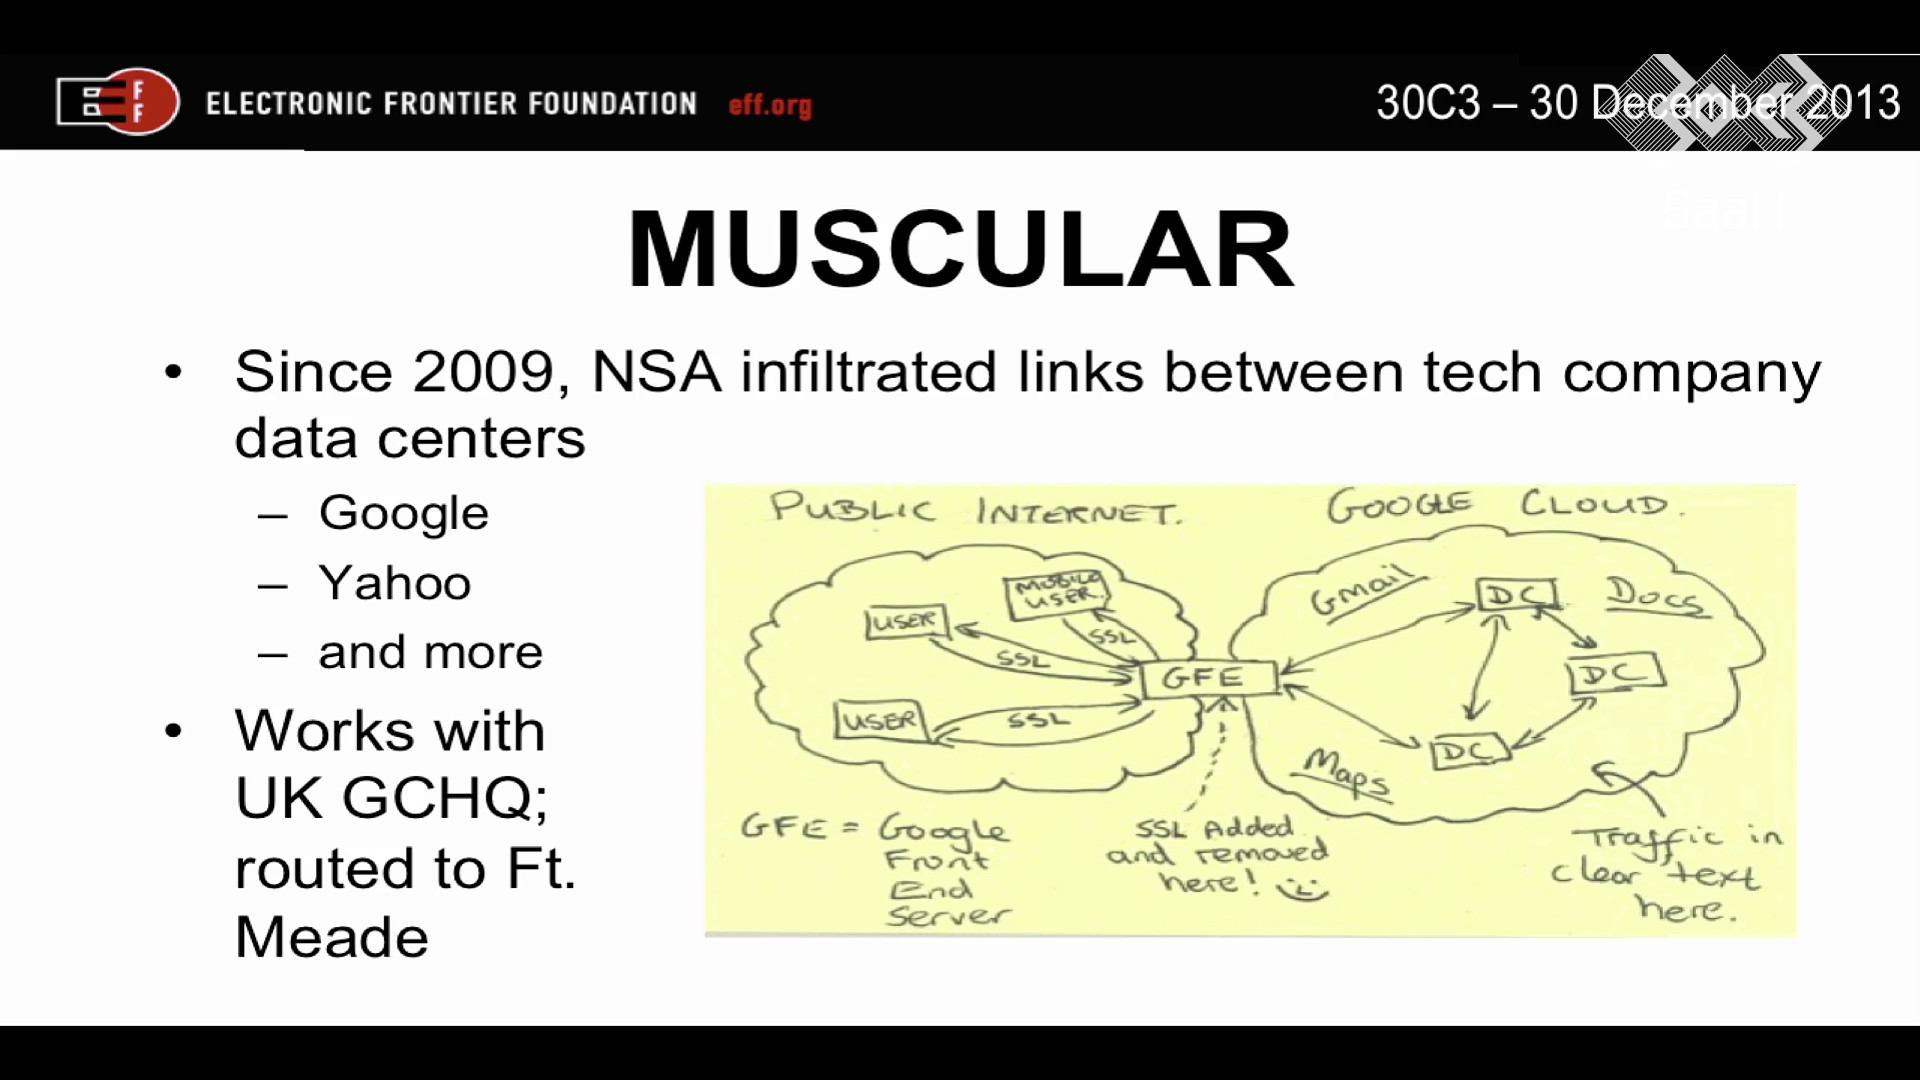 EFF ELECTRONIC FRONTIER FOUNDATION eff.org
30C3 – 30 December 2013
MUSCULAR
• Since 2009, NSA infiltrated links between tech company
data centers
– Google
– Yahoo
– and more
• Works with
UK GCHQ;
routed to Ft.
Meade
PUBLIC INTERNET.
GOOGLE CLOUD.
MOBILE
USER.
USER
SSL
SSL
USER
SSL
GFE
Gmail
DC
Docs
DC
DC
Maps
GFE = Google
Front
End
Server
SSL Added
and removed
here!
Traffic in
clear text
here.